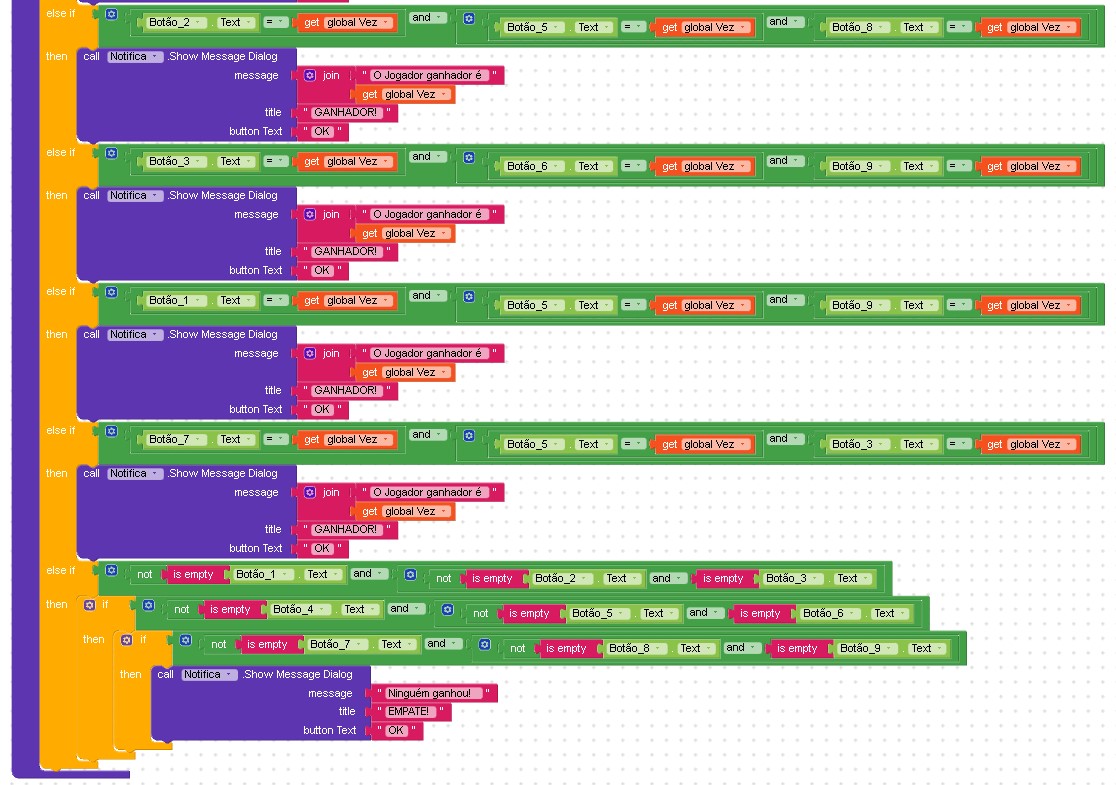 else if Botão_2 . Text = get global Vez and Botão_5 . Text = get global Vez and Botão_8 . Text = get global Vez
then call Notifica .Show Message Dialog
message join " O Jogador ganhador é "
get global Vez
title " GANHADOR! "
button Text " OK "
else if Botão_3 . Text = get global Vez and Botão_6 . Text = get global Vez and Botão_9 . Text = get global Vez
then call Notifica .Show Message Dialog
message join " O Jogador ganhador é "
get global Vez
title " GANHADOR! "
button Text " OK "
else if Botão_1 . Text = get global Vez and Botão_5 . Text = get global Vez and Botão_9 . Text = get global Vez
then call Notifica .Show Message Dialog
message join " O Jogador ganhador é "
get global Vez
title " GANHADOR! "
button Text " OK "
else if Botão_7 . Text = get global Vez and Botão_5 . Text = get global Vez and Botão_3 . Text = get global Vez
then call Notifica .Show Message Dialog
message join " O Jogador ganhador é "
get global Vez
title " GANHADOR! "
button Text " OK "
else if not is empty Botão_1 . Text and not is empty Botão_2 . Text and is empty Botão_3 . Text
then if not is empty Botão_4 . Text and not is empty Botão_5 . Text and is empty Botão_6 . Text
then if not is empty Botão_7 . Text and not is empty Botão_8 . Text and is empty Botão_9 . Text
then call Notifica .Show Message Dialog
message " Ninguém ganhou! "
title " EMPATE! "
button Text " OK "